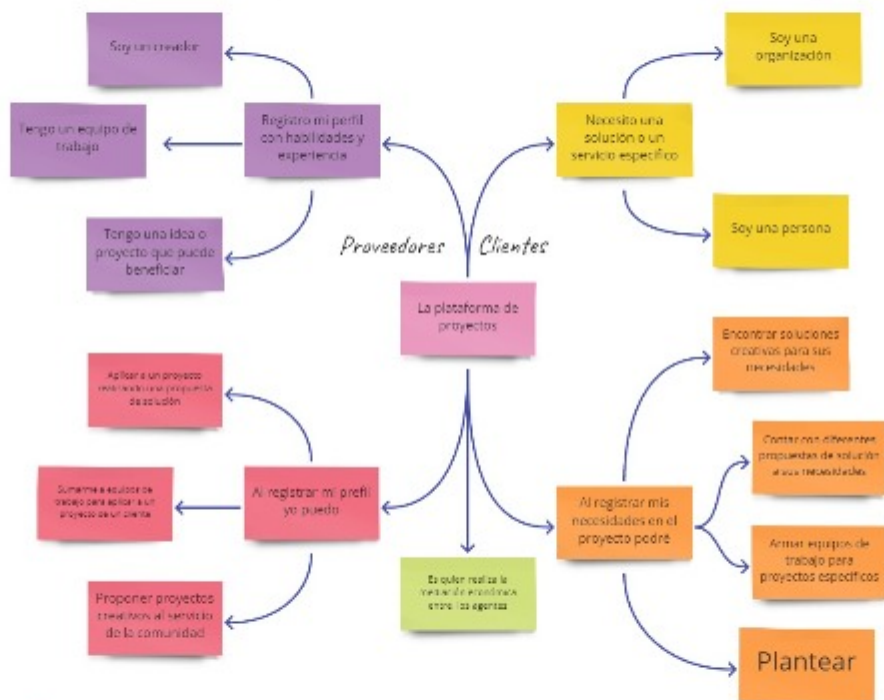 Soy un creador
Tengo un equipo de
trabajo
Registro mi perfil
con habilidades y
experiencia
Tengo una idea o
proyecto que puede
beneficiar
Proveedores
Clientes
Necesito una
solución o un
servicio específico
Soy una
organización
Soy una persona
La plataforma de
proyectos
Aplicar a un proyecto
realizando una propuesta
de solución
Sumarme a equipos de
trabajo para aplicar a un
proyecto de un cliente
Al registrar mi prefil
yo puedo
Proponer proyectos
creativos al servicio
de la comunidad
Es quien realiza la
mediación económica
entre los agentes
Al registrar mis
necesidades en el
proyecto podré
Encontrar soluciones
creativas para sus
necesidades
Contar con diferentes
propuestas de solución
a sus necesidades
Armar equipos de
trabajo para
proyectos específicos
Plantear